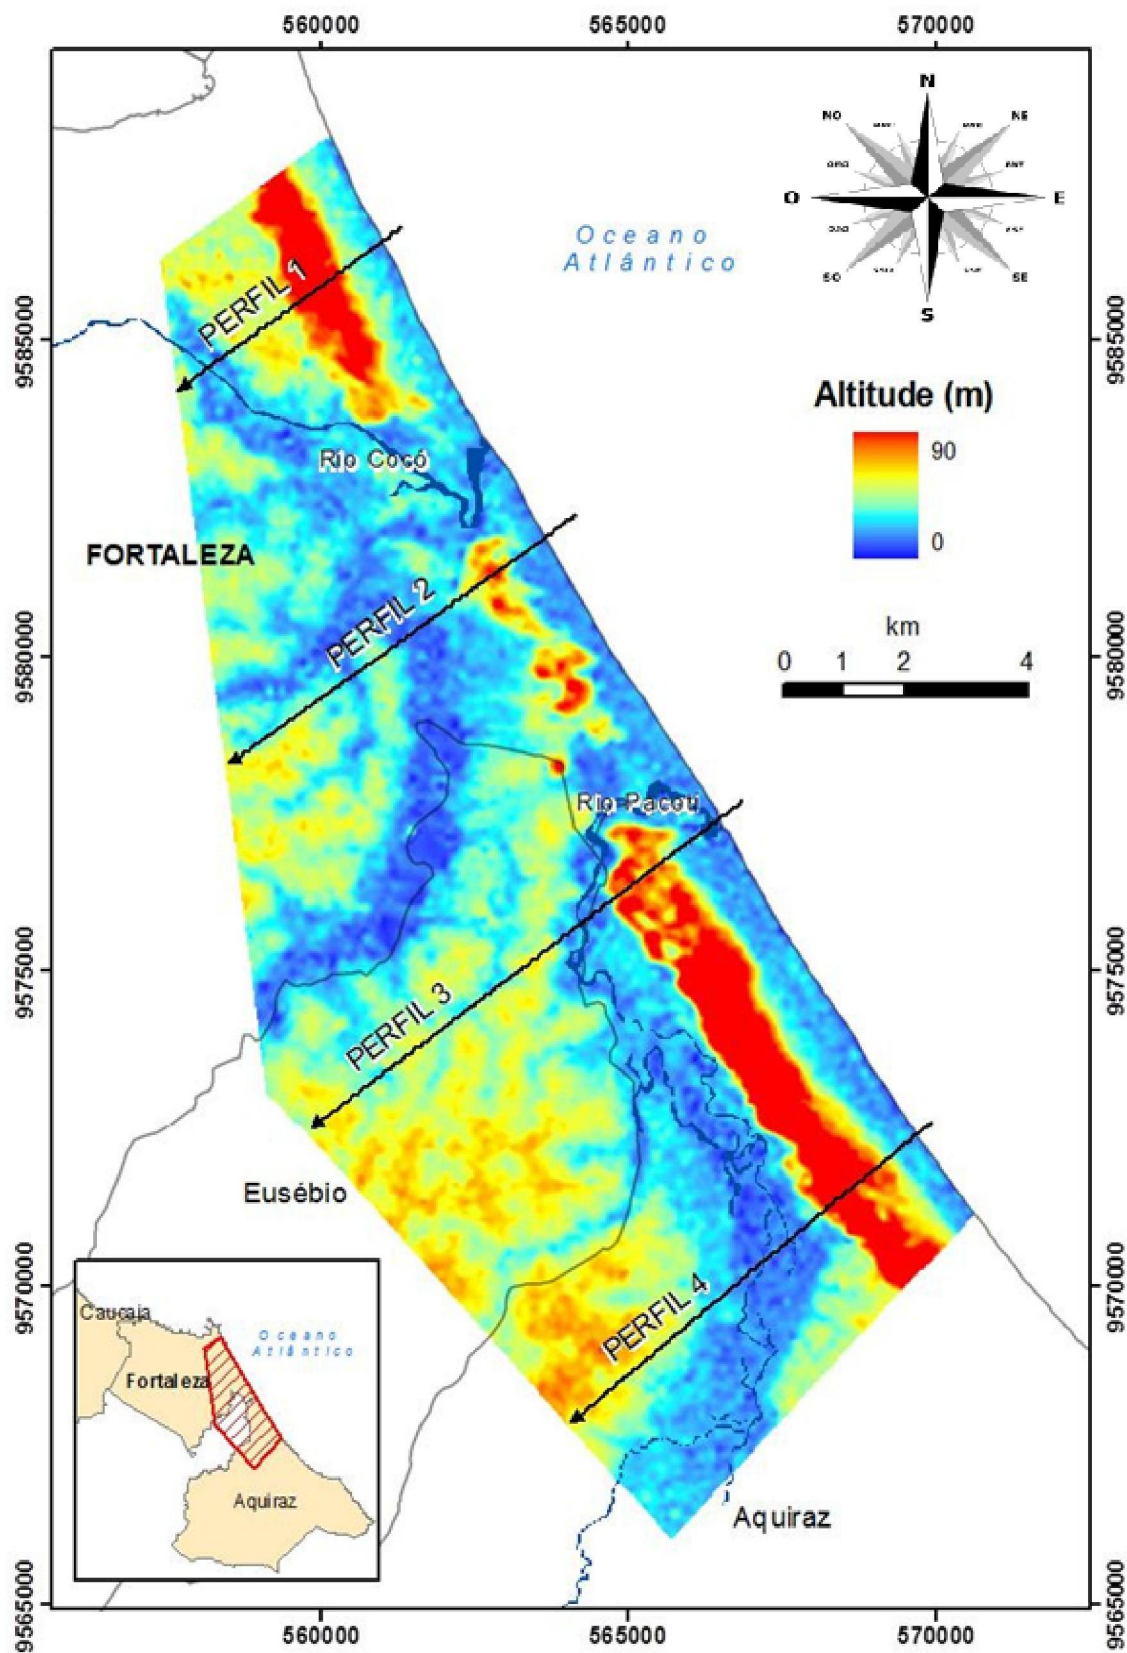 560000
565000
570000
N
NO
NE
O
E
SO
SE
S
Oceano
Atlântico
9585000
9585000
PERFIL 1
Altitude (m)
90
0
Rio Cocó
FORTALEZA
PERFIL 2
km
0 1 2 4
9580000
9580000
Rio Pacoti
9575000
9575000
PERFIL 3
Eusébio
9570000
9570000
PERFIL 4
Caucaia
Oceano
Atlântico
Fortaleza
Aquiraz
Aquiraz
9565000
9565000
560000
565000
570000